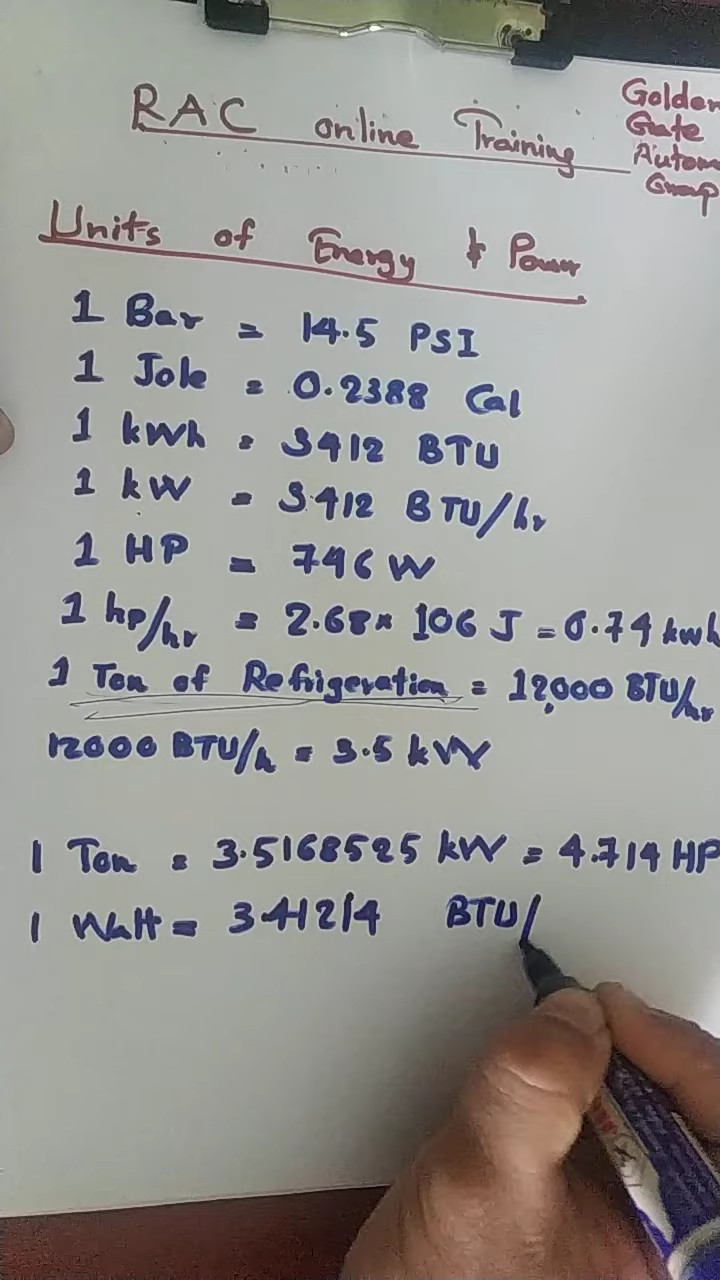 RAC online Training
Golden
Gate
Autom
Group
Units of Energy & Power
1 Bar = 14.5 PSI
1 Jole = 0.2388 Cal
1 kWh = 3412 BTU
1 kW = 3412 BTU/hr
1 HP = 746 W
1 hp/hr = 2.68 × 106 J = 0.74 kwh
1 Ton of Refrigeration = 12,000 BTU/hr
12000 BTU/h = 3.5 kW
1 Ton = 3.5168525 kW = 4.714 HP
1 Watt = 3.41214 BTU/